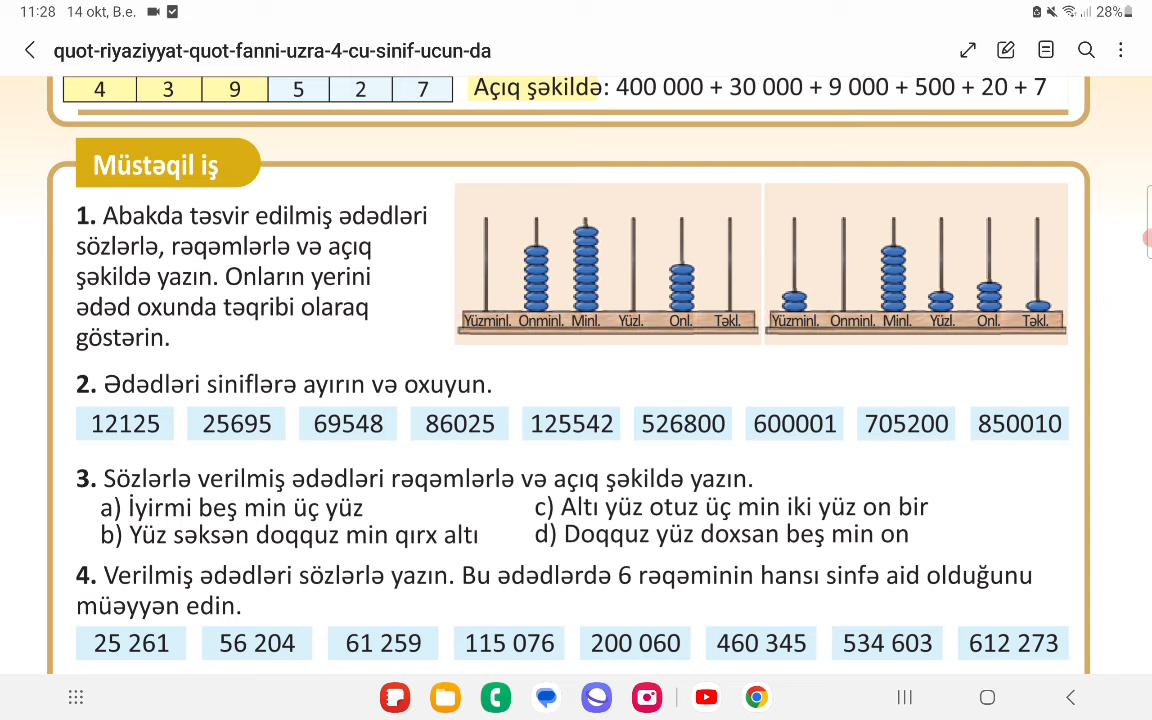 11:28 14 okt, B.e. 28%
quot-riyaziyyat-quot-fanni-uzra-4-cu-sinif-ucun-da
4 3 9 5 2 7 Açıq şəkildə: 400 000 + 30 000 + 9 000 + 500 + 20 + 7
Müstəqil iş
1. Abakda təsvir edilmiş ədədləri
sözlərlə, rəqəmlərlə və açıq
şəkildə yazın. Onların yerini
ədəd oxunda təqribi olaraq
göstərin.
Yüzminl. Onminl. Minl. Yüzl. Onl. Təkl.
Yüzminl. Onminl. Minl. Yüzl. Onl. Təkl.
2. Ədədləri siniflərə ayırın və oxuyun.
12125 25695 69548 86025 125542 526800 600001 705200 850010
3. Sözlərlə verilmiş ədədləri rəqəmlərlə və açıq şəkildə yazın.
a) İyirmi beş min üç yüz c) Altı yüz otuz üç min iki yüz on bir
b) Yüz səksən doqquz min qırx altı d) Doqquz yüz doxsan beş min on
4. Verilmiş ədədləri sözlərlə yazın. Bu ədədlərdə 6 rəqəminin hansı sinfə aid olduğunu
müəyyən edin.
25 261 56 204 61 259 115 076 200 060 460 345 534 603 612 273